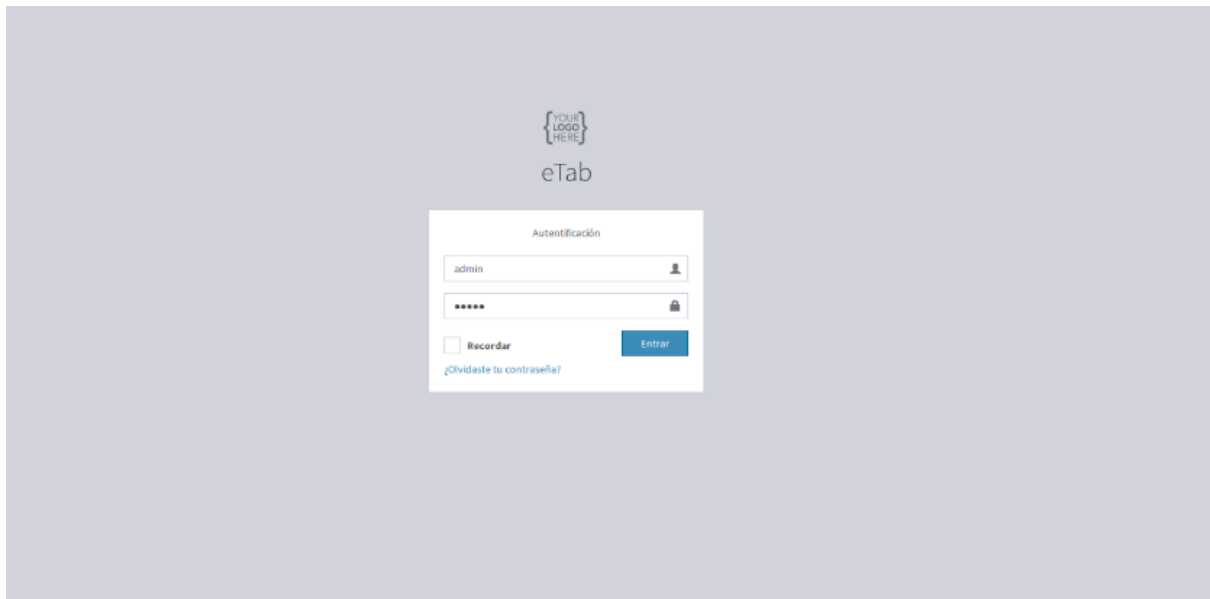 YOUR
LOGO
HERE
eTab
Autentificación
admin
•••••
Recordar
Entrar
¿Olvidaste tu contraseña?